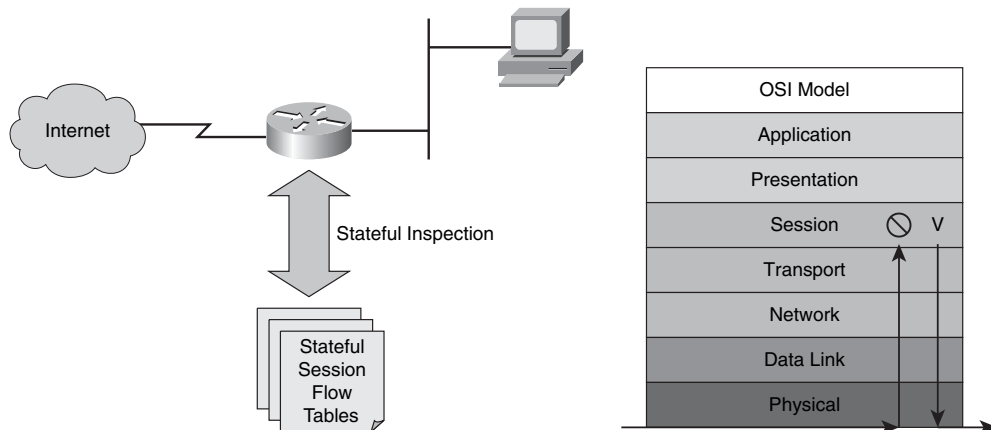 Internet
Stateful Inspection
Stateful
Session
Flow
Tables
OSI Model
Application
Presentation
Session V
Transport
Network
Data Link
Physical